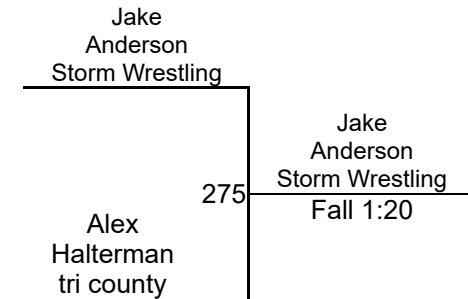 Jake
Anderson
Storm Wrestling
275
Jake
Anderson
Storm Wrestling
Fall 1:20
Alex
Halterman
tri county